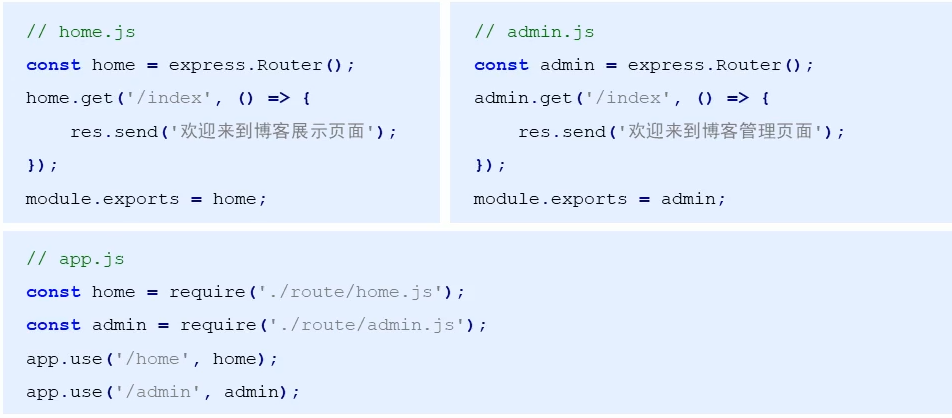 // home.js
const home = express.Router();
home.get('/index', () => {
    res.send('欢迎来到博客展示页面');
});
module.exports = home;
// admin.js
const admin = express.Router();
admin.get('/index', () => {
    res.send('欢迎来到博客管理页面');
});
module.exports = admin;
// app.js
const home = require('./route/home.js');
const admin = require('./route/admin.js');
app.use('/home', home);
app.use('/admin', admin);